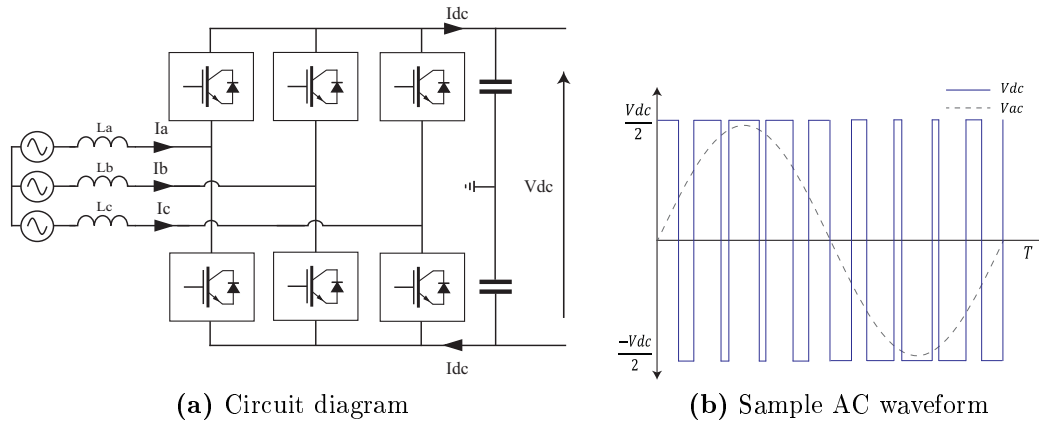 Idc
La
Ia
Lb
Ib
Lc
Ic
Vdc
Idc
(a) Circuit diagram
Vdc
Vac
Vdc
2
T
−Vdc
2
(b) Sample AC waveform